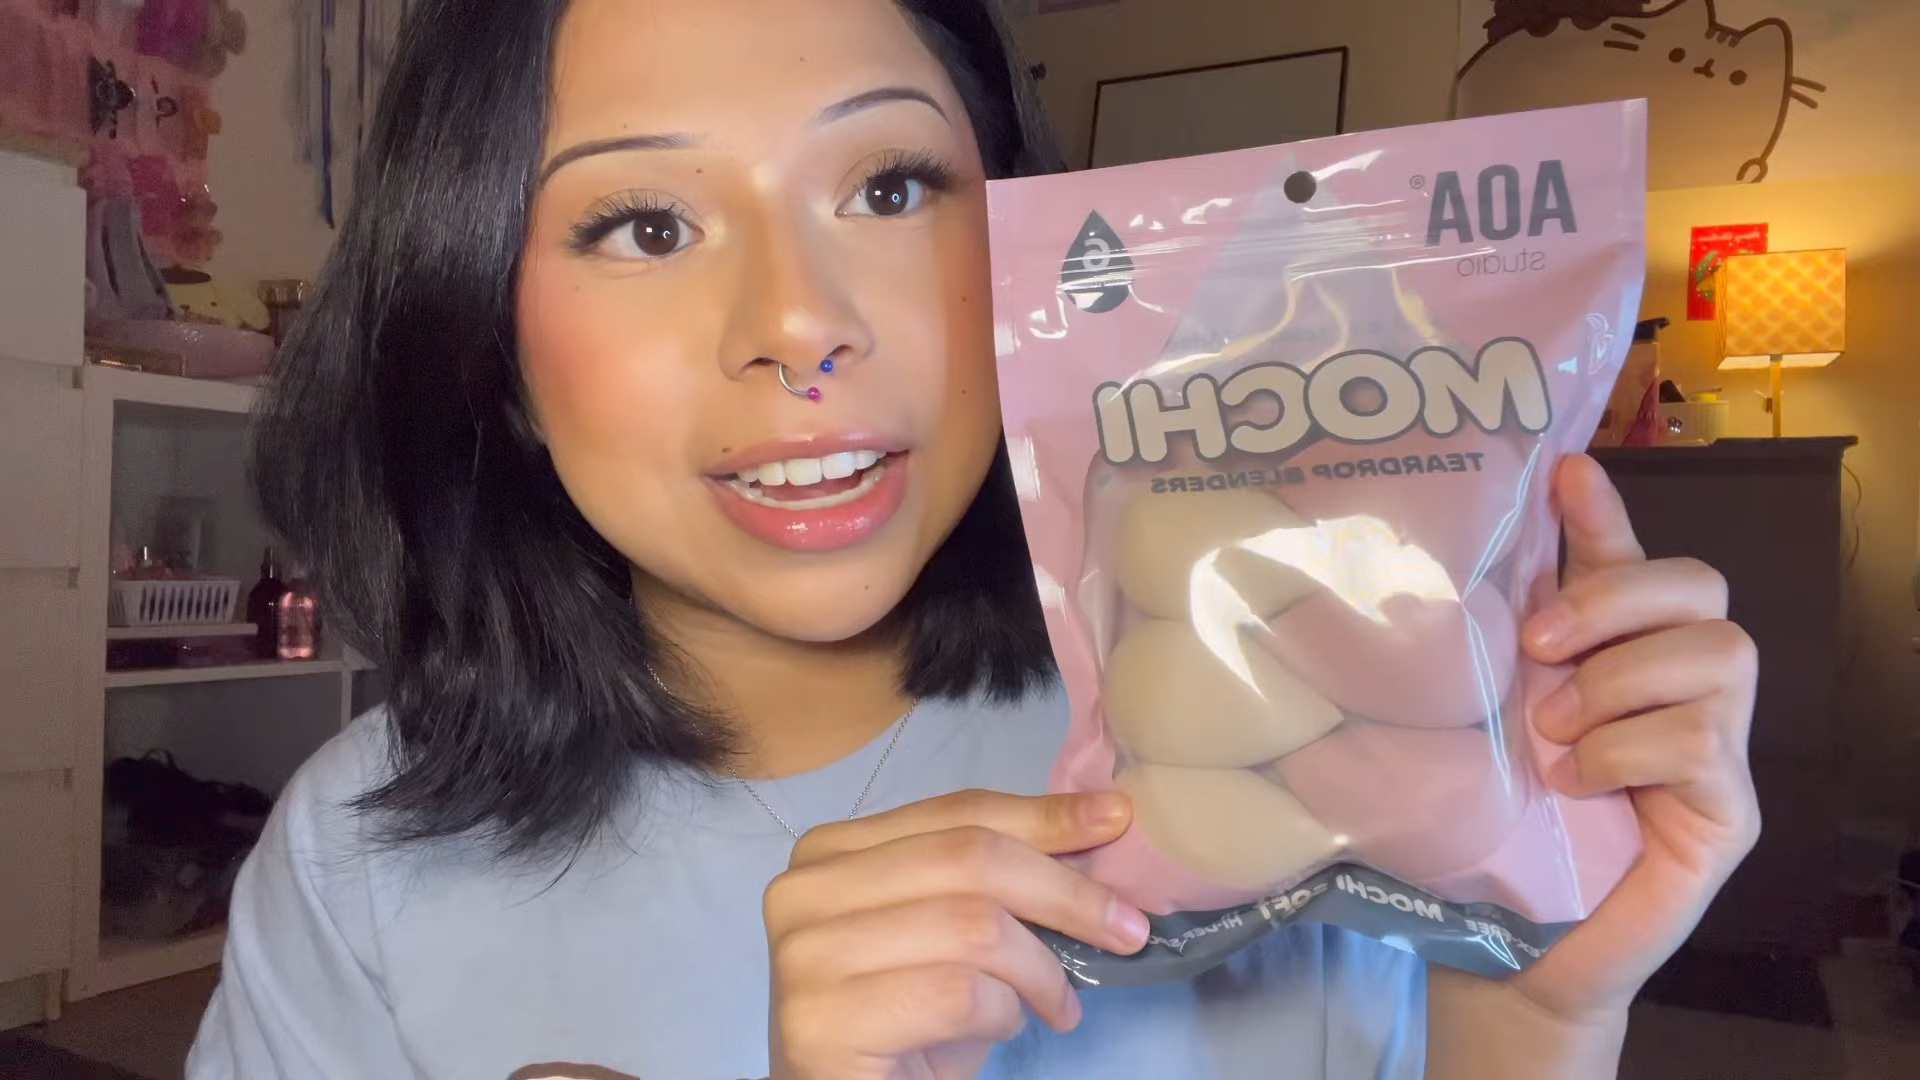 AOA®
studio
6
MOCHI
TEARDROP BLENDERS
MOCHI SOFT